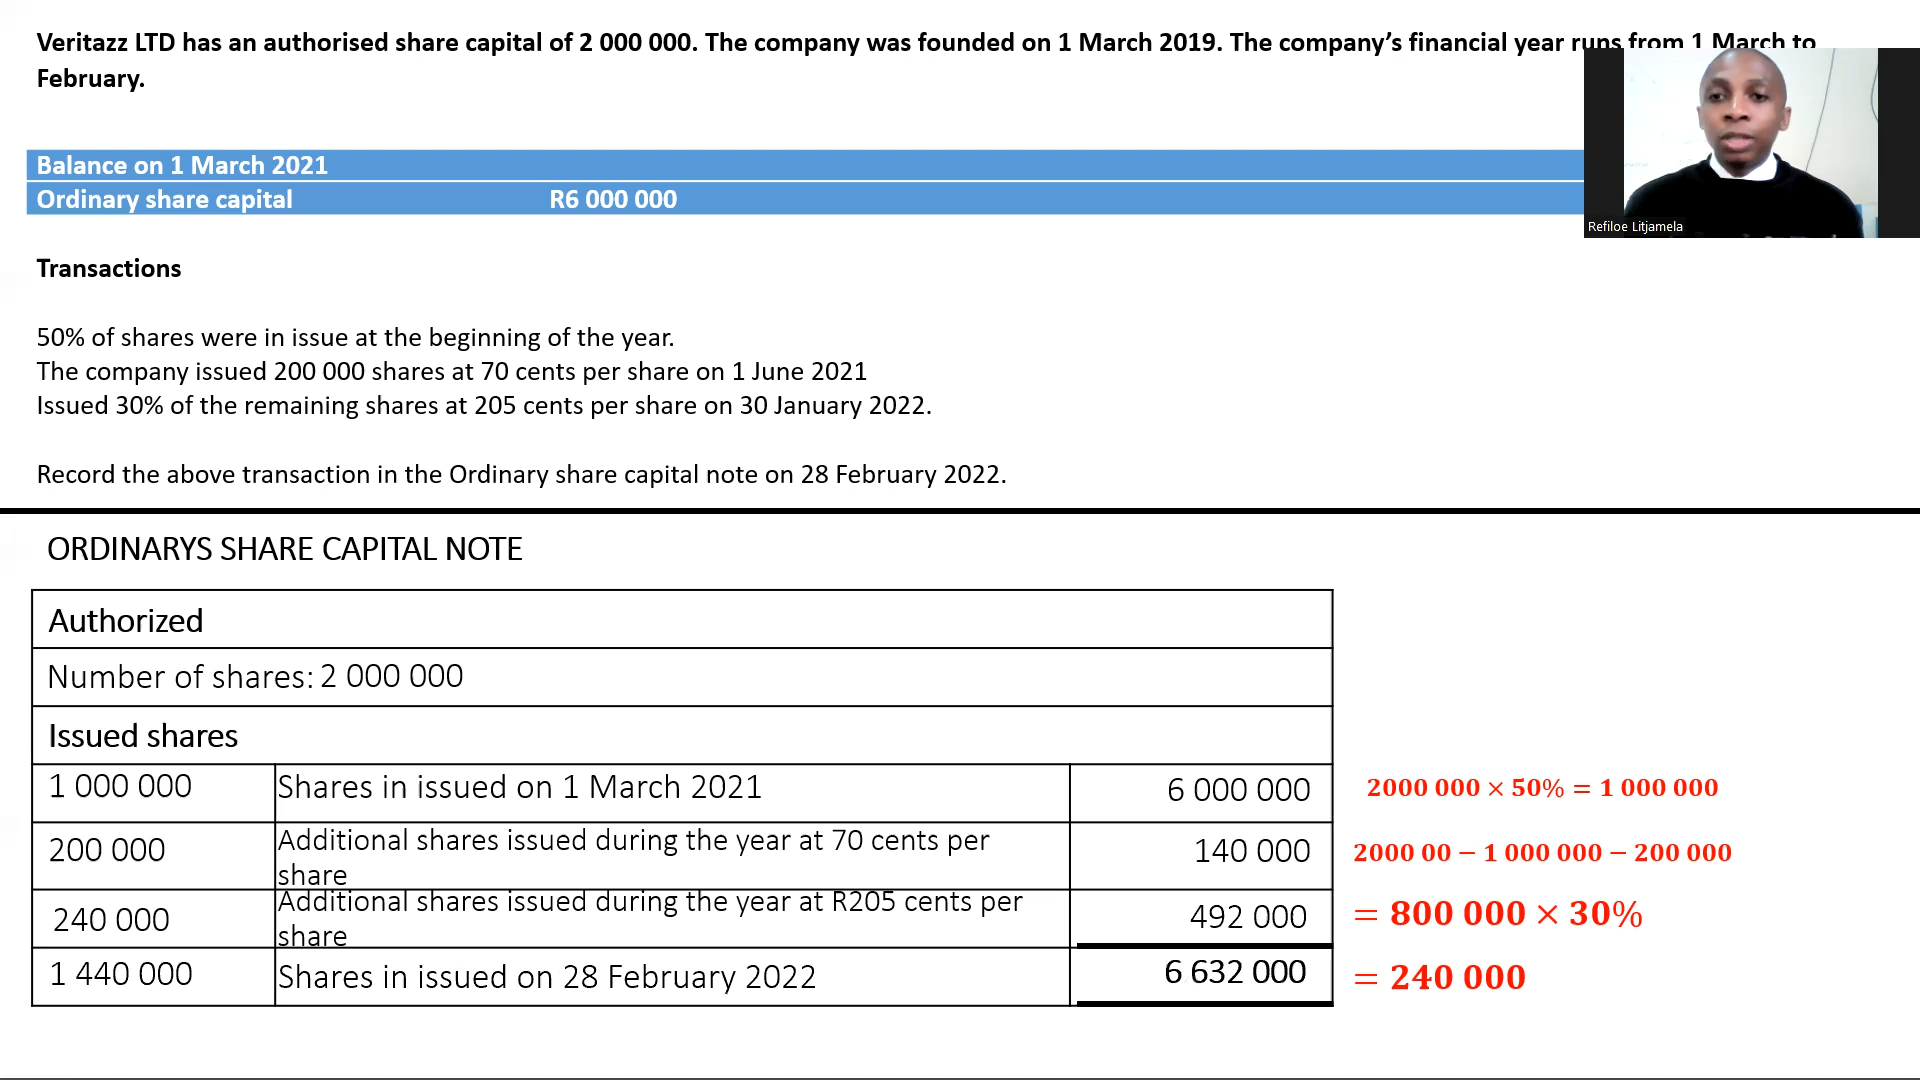 Veritazz LTD has an authorised share capital of 2 000 000. The company was founded on 1 March 2019. The company’s financial year runs from 1 March to
February.
Balance on 1 March 2021
Ordinary share capital R6 000 000
Refiloe Litjamela
Transactions
50% of shares were in issue at the beginning of the year.
The company issued 200 000 shares at 70 cents per share on 1 June 2021
Issued 30% of the remaining shares at 205 cents per share on 30 January 2022.
Record the above transaction in the Ordinary share capital note on 28 February 2022.
ORDINARYS SHARE CAPITAL NOTE
Authorized
Number of shares: 2 000 000
Issued shares
1 000 000 Shares in issued on 1 March 2021 6 000 000 2000 000 × 50% = 1 000 000
200 000 Additional shares issued during the year at 70 cents per
share 140 000 2000 00 − 1 000 000 − 200 000
240 000 Additional shares issued during the year at R205 cents per
share 492 000 = 800 000 × 30%
1 440 000 Shares in issued on 28 February 2022 6 632 000 = 240 000